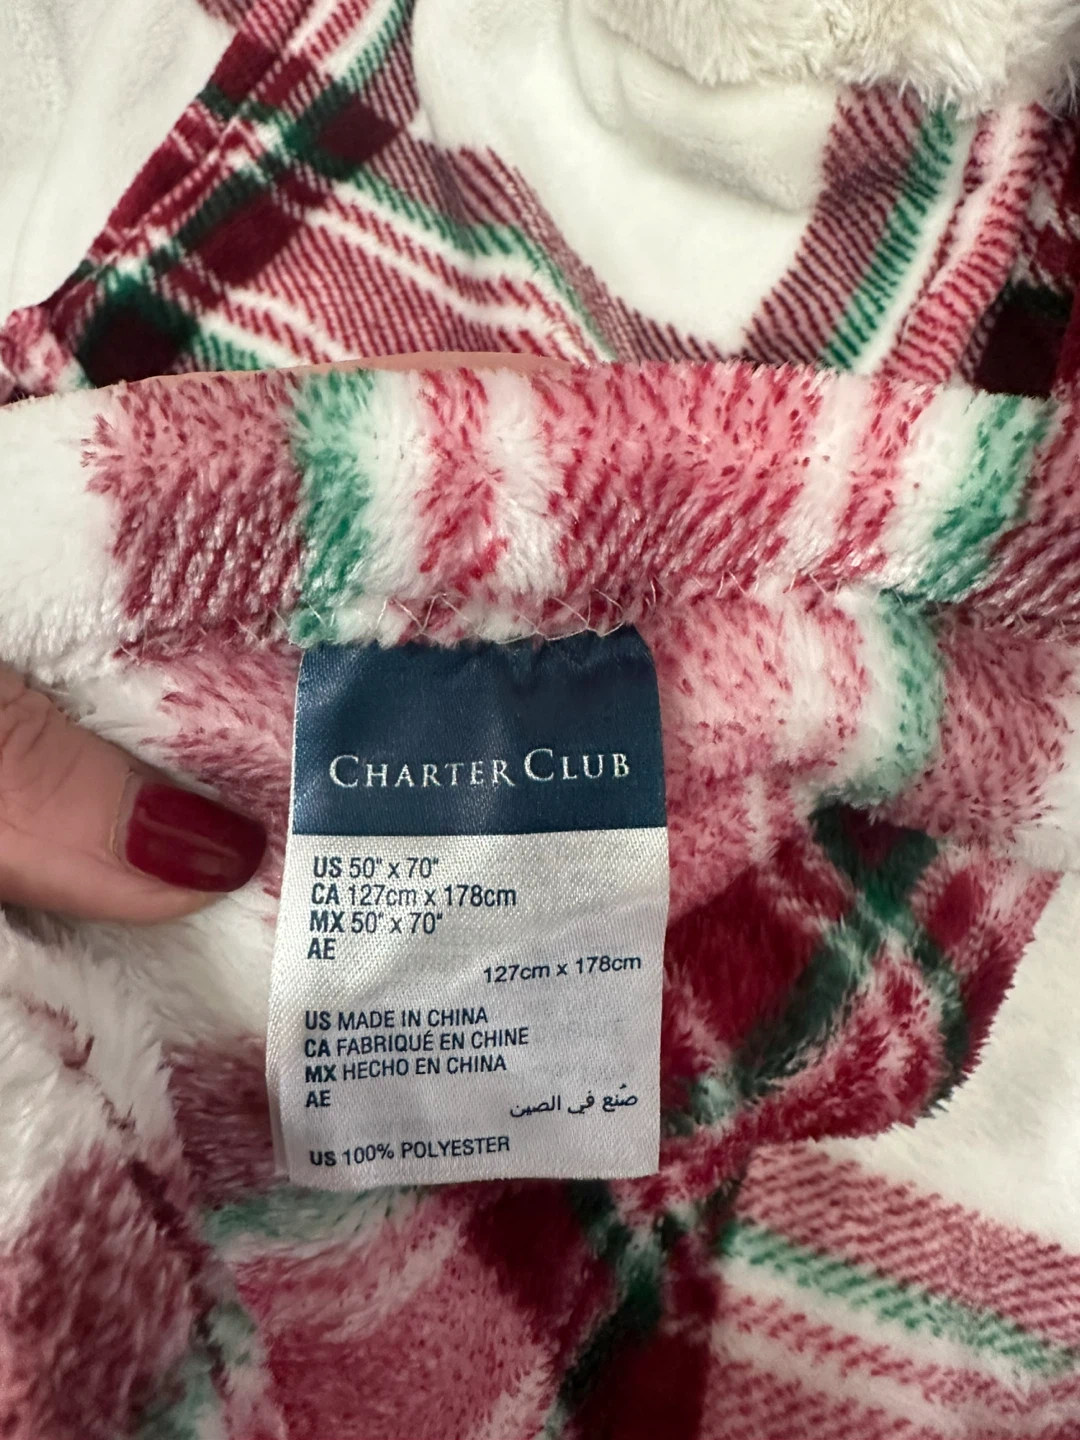 CHARTER CLUB
US 50" x 70"
CA 127cm x 178cm
MX 50" x 70"
AE
127cm x 178cm
US MADE IN CHINA
CA FABRIQUÉ EN CHINE
MX HECHO EN CHINA
AE صُنع في الصين
US 100% POLYESTER